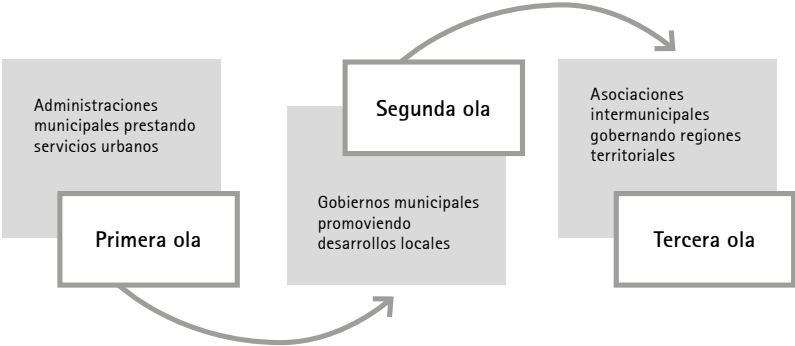 Administraciones
municipales prestando
servicios urbanos
Primera ola
Segunda ola
Gobiernos municipales
promoviendo
desarrollos locales
Asociaciones
intermunicipales
gobernando regiones
territoriales
Tercera ola